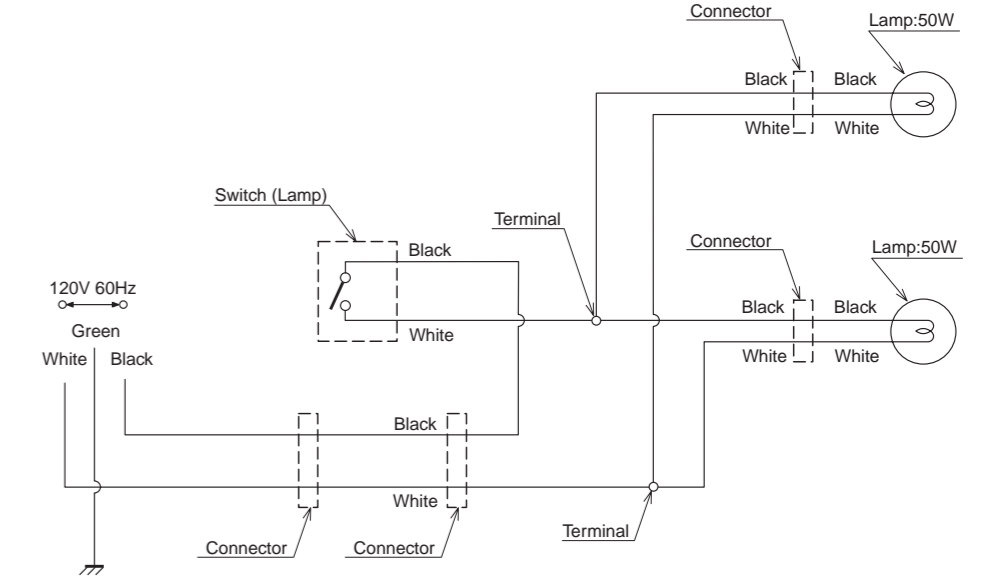 Connector
Lamp:50W
Black Black
White White
Switch (Lamp)
Terminal
Black
Connector
Lamp:50W
120V 60Hz
Black Black
Green
White
White Black
White White
Black
White
Terminal
Connector Connector